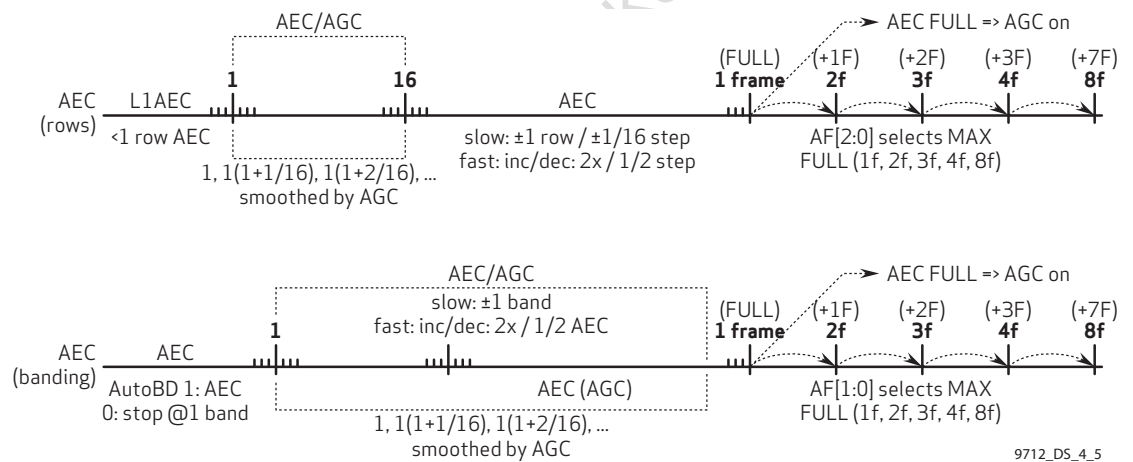 AEC/AGC
AEC FULL => AGC on
(FULL) (+1F) (+2F) (+3F) (+7F)
1 16 1 frame 2f 3f 4f 8f
AEC
(rows)
L1AEC
<1 row AEC
AEC
slow: ±1 row / ±1/16 step
fast: inc/dec: 2x / 1/2 step
AF[2:0] selects MAX
FULL (1f, 2f, 3f, 4f, 8f)
1, 1(1+1/16), 1(1+2/16), ...
smoothed by AGC
AEC/AGC
AEC FULL => AGC on
slow: ±1 band
fast: inc/dec: 2x / 1/2 AEC
(FULL) (+1F) (+2F) (+3F) (+7F)
1 1 frame 2f 3f 4f 8f
AEC
(banding)
AEC
AutoBD 1: AEC
0: stop @1 band
AEC (AGC)
AF[1:0] selects MAX
FULL (1f, 2f, 3f, 4f, 8f)
1, 1(1+1/16), 1(1+2/16), ...
smoothed by AGC
9712_DS_4_5